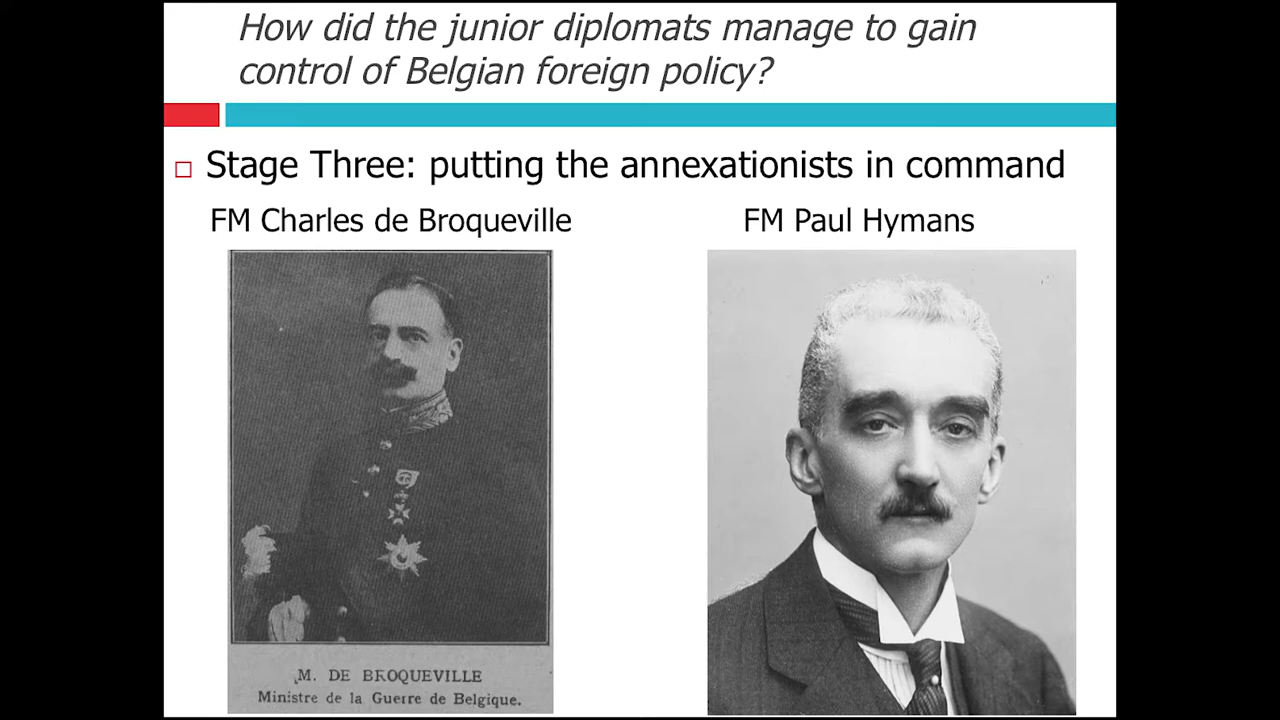 How did the junior diplomats manage to gain
control of Belgian foreign policy?
Stage Three: putting the annexationists in command
FM Charles de Broqueville
FM Paul Hymans
M. DE BROQUEVILLE
Ministre de la Guerre de Belgique.